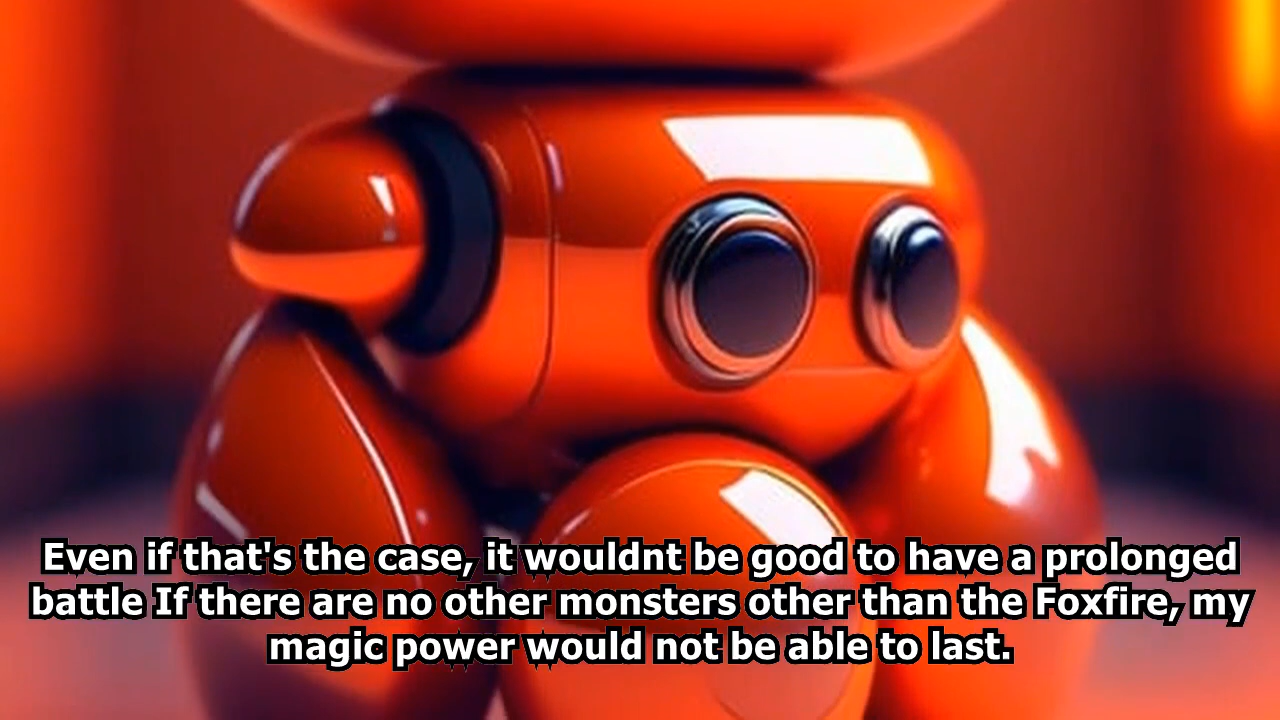 Even if that's the case, it wouldnt be good to have a prolonged
battle If there are no other monsters other than the Foxfire, my
magic power would not be able to last.